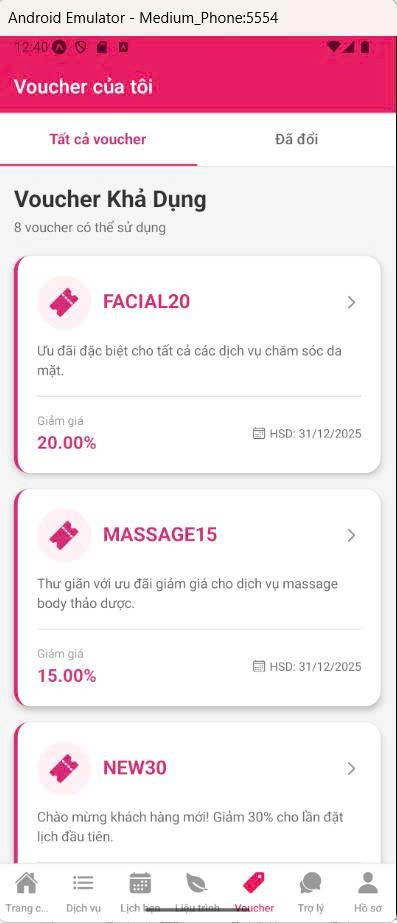 Android Emulator - Medium_Phone:5554
12:40
Voucher của tôi
Tất cả voucher
Đã đổi
Voucher Khả Dụng
8 voucher có thể sử dụng
FACIAL20
Ưu đãi đặc biệt cho tất cả các dịch vụ chăm sóc da
mặt.
Giảm giá
20.00%
HSD: 31/12/2025
MASSAGE15
Thư giãn với ưu đãi giảm giá cho dịch vụ massage
body thảo dược.
Giảm giá
15.00%
HSD: 31/12/2025
NEW30
Chào mừng khách hàng mới! Giảm 30% cho lần đặt
lịch đầu tiên.
Trang c...
Dịch vụ
Lịch hẹn
Liệu trình
Voucher
Trợ lý
Hồ sơ